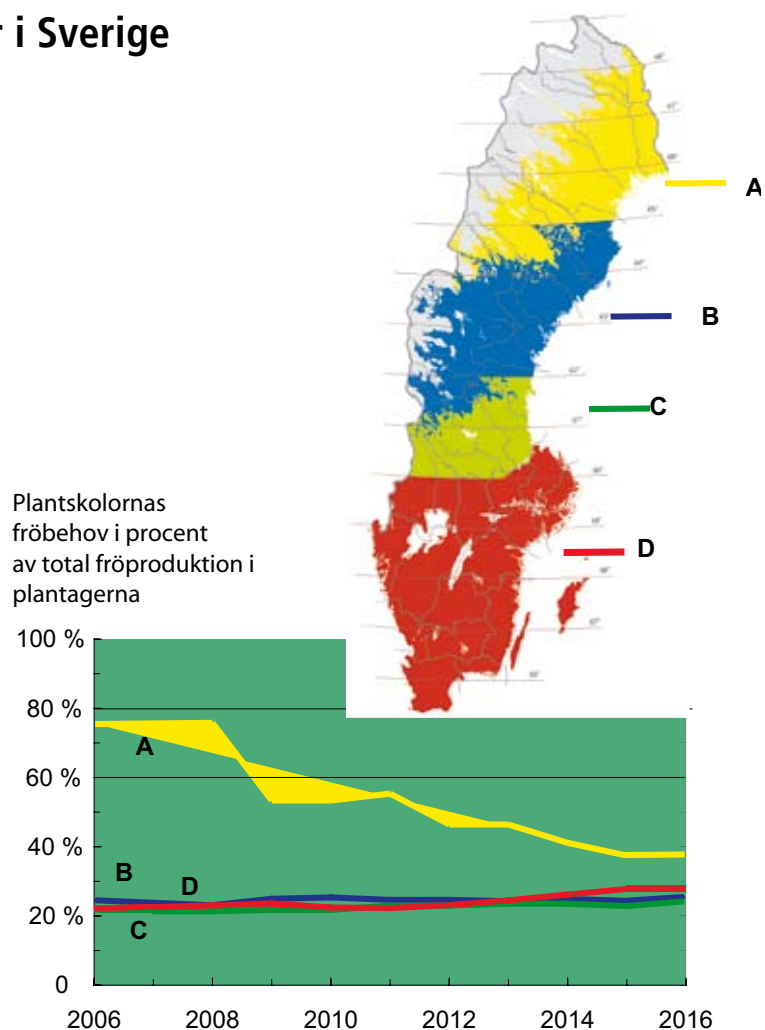 r i Sverige
A
B
C
D
Plantskolornas
fröbehov i procent
av total fröproduktion i
plantagerna
100 %
80 %
60 %
40 %
20 %
0
A
B
D
C
2006 2008 2010 2012 2014 2016